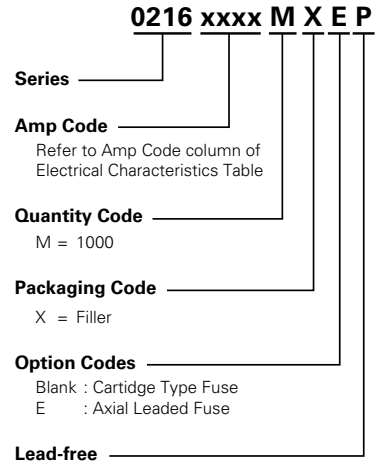 0216 xxxx M X E P
Series
Amp Code
Refer to Amp Code column of
Electrical Characteristics Table
Quantity Code
M = 1000
Packaging Code
X = Filler
Option Codes
Blank : Cartidge Type Fuse
E : Axial Leaded Fuse
Lead-free